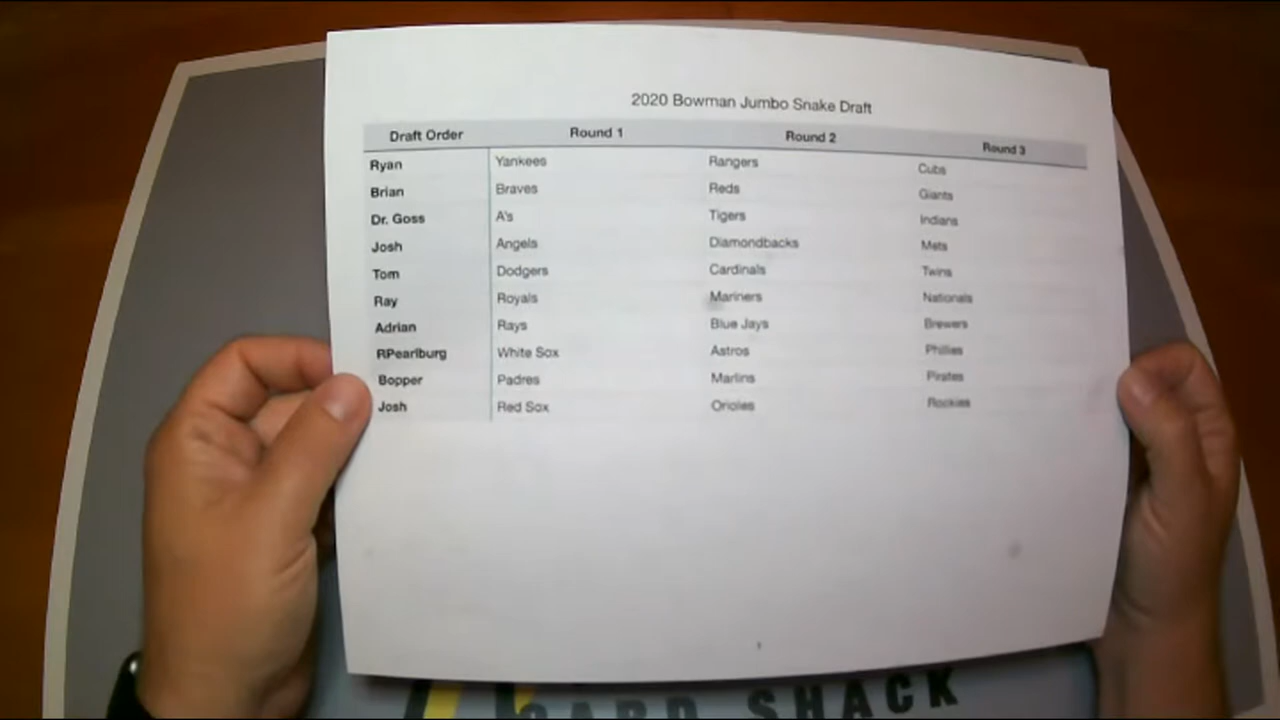 2020 Bowman Jumbo Snake Draft
Draft Order Round 1 Round 2 Round 3
Ryan Yankees Rangers Cubs
Brian Braves Reds Giants
Dr. Goss A's Tigers Indians
Josh Angels Diamondbacks Mets
Tom Dodgers Cardinals Twins
Ray Royals Mariners Nationals
Adrian Rays Blue Jays Brewers
RPearlburg White Sox Astros Phillies
Bopper Padres Marlins Pirates
Josh Red Sox Orioles Rockies
1
CARD SHACK